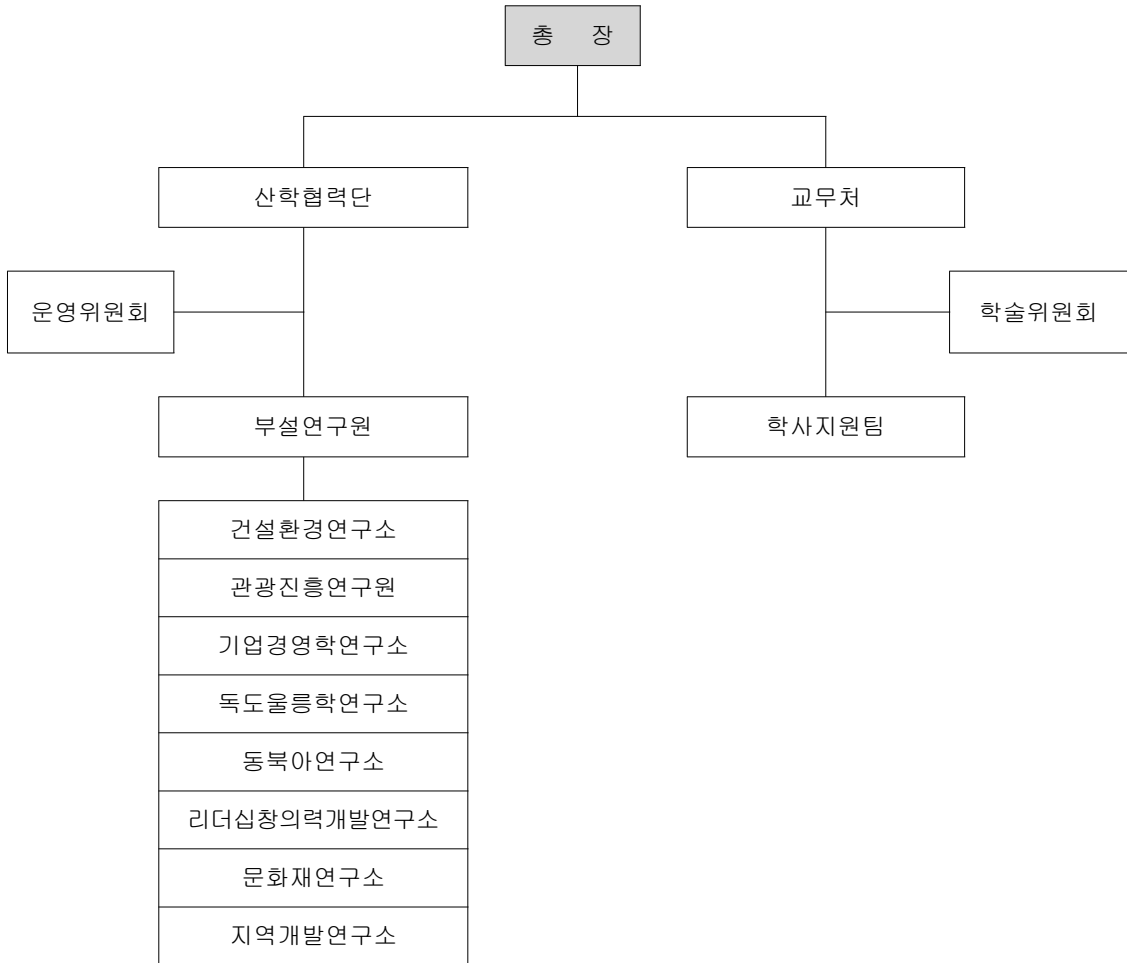 총 장
산학협력단
교무처
운영위원회
학술위원회
부설연구원
학사지원팀
건설환경연구소
관광진흥연구원
기업경영학연구소
독도울릉학연구소
동북아연구소
리더십창의력개발연구소
문화재연구소
지역개발연구소